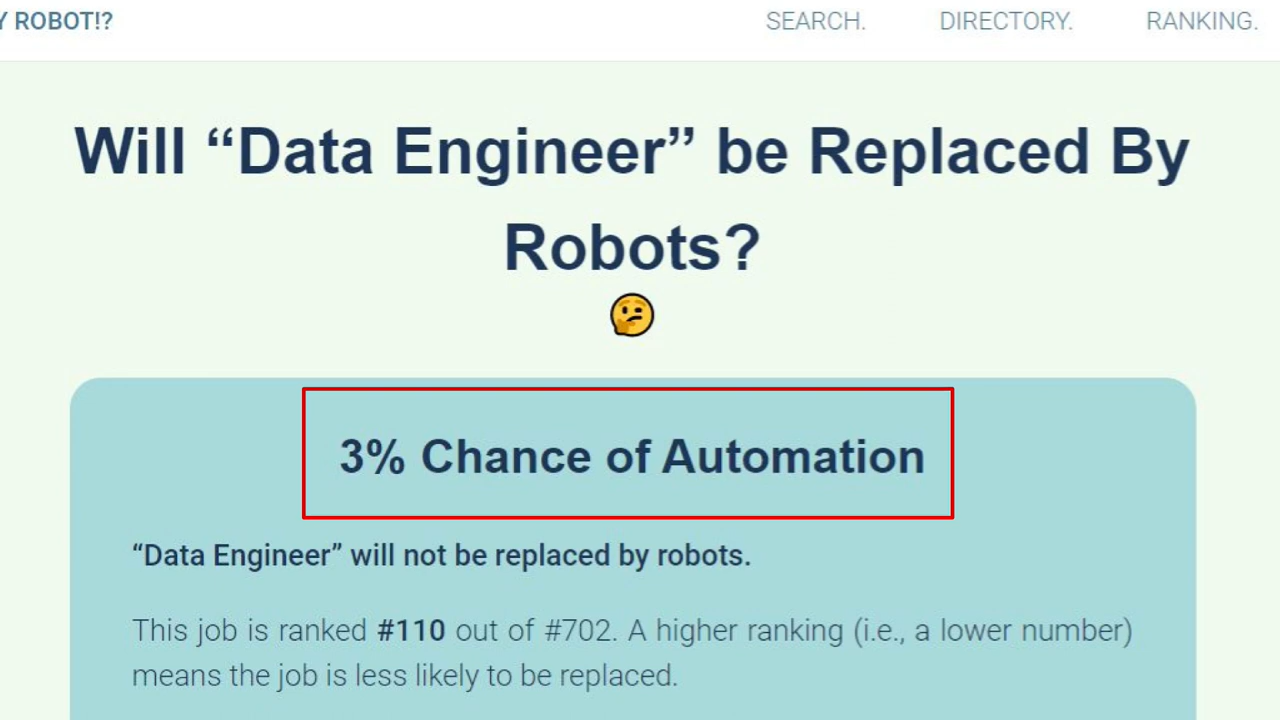 Y ROBOT!?
SEARCH.
DIRECTORY.
RANKING.
Will “Data Engineer” be Replaced By
Robots?
3% Chance of Automation
“Data Engineer” will not be replaced by robots.
This job is ranked #110 out of #702. A higher ranking (i.e., a lower number)
means the job is less likely to be replaced.